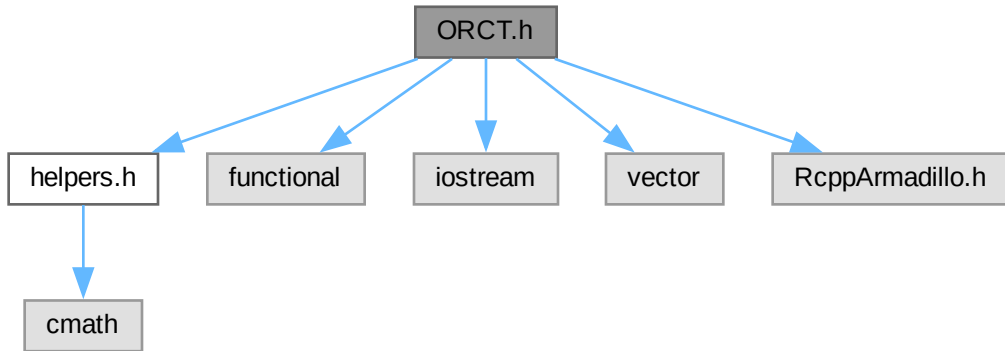 ORCT.h
helpers.h
functional
iostream
vector
RcppArmadillo.h
cmath